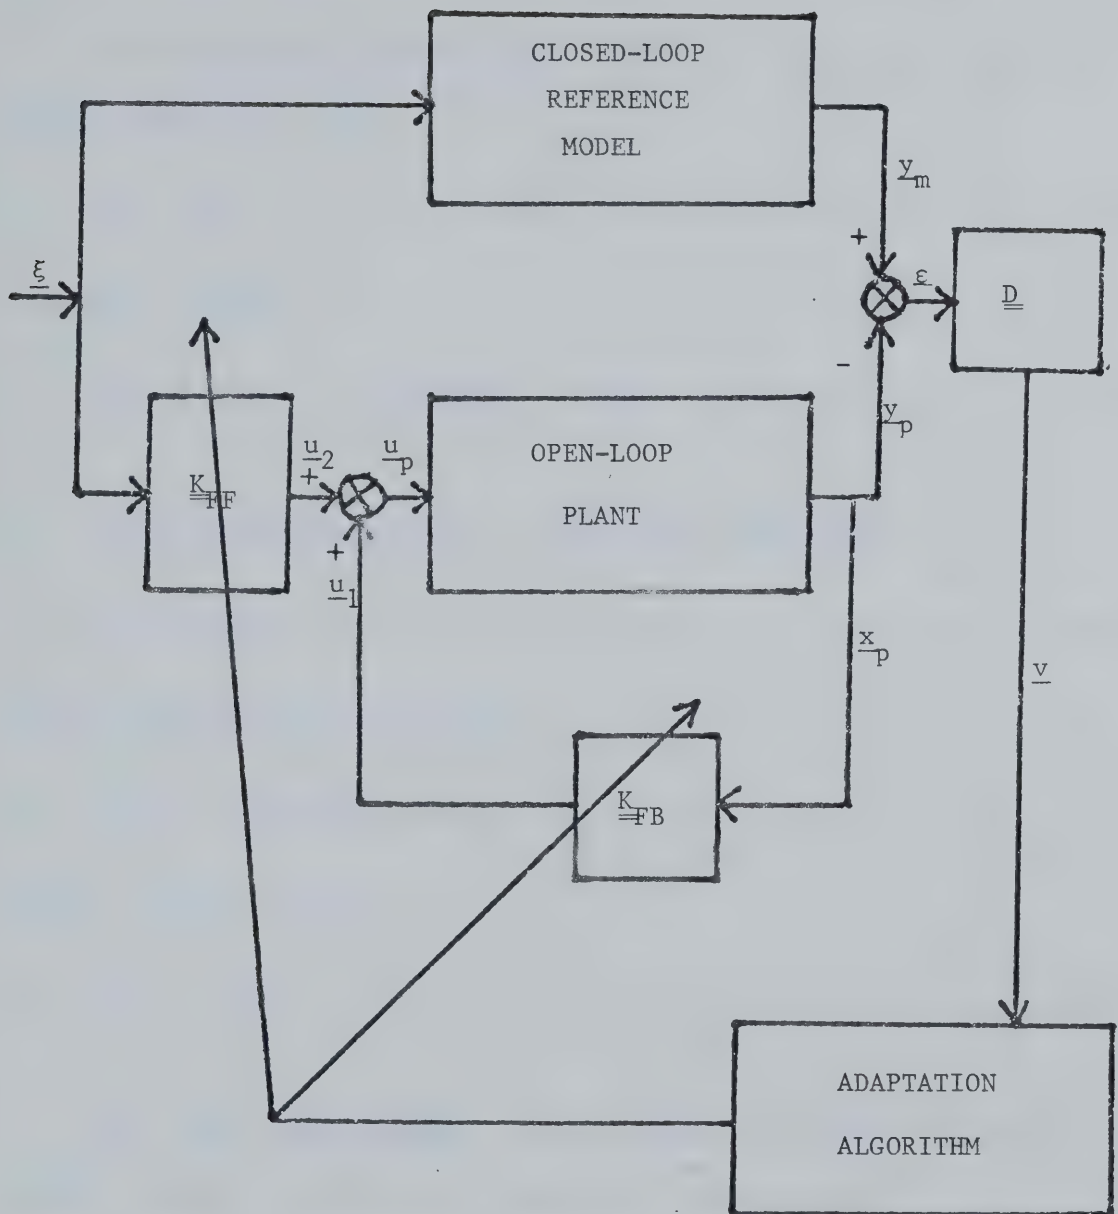 CLOSED-LOOP
REFERENCE
MODEL
y_m
+
ξ
ε
D
-
y_p
u_2
+
u_p
OPEN-LOOP
PLANT
K_FF
+
u_1
x_p
v
K_FB
ADAPTATION
ALGORITHM